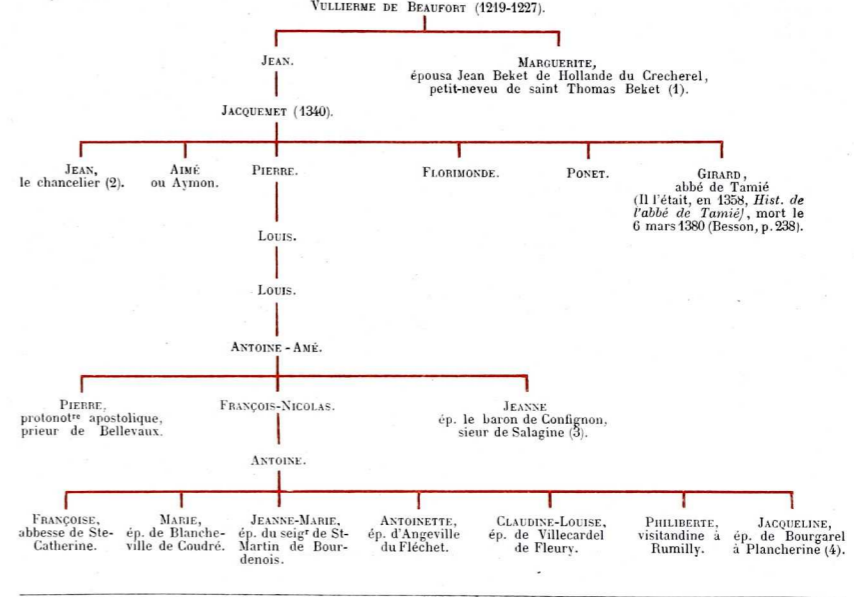 VULLIERME DE BEAUFORT (1219-1227).
JEAN.
MARGUERITE,
épousa Jean Beket de Hollande du Crecherel,
petit-neveu de saint Thomas Beket (1).
JACQUEMET (1340).
JEAN,
le chancelier (2).
AIMÉ
ou Aymon.
PIERRE.
FLORIMONDE.
PONET.
GIRARD,
abbé de Tamié
(Il l'était, en 1358, Hist. de
l'abbé de Tamié), mort le
6 mars 1380 (Besson, p. 238).
LOUIS.
LOUIS.
ANTOINE-AMÉ.
PIERRE,
protonotre apostolique,
prieur de Bellevaux.
FRANÇOIS-NICOLAS.
JEANNE
ép. le baron de Confignon,
sieur de Salagine (3).
ANTOINE.
FRANÇOISE,
abbesse de Ste-
Catherine.
MARIE,
ép. de Blanche-
ville de Coudré.
JEANNE-MARIE,
ép. du seigr de St-
Martin de Bour-
denois.
ANTOINETTE,
ép. d'Angeville
du Fléchet.
CLAUDINE-LOUISE,
ép. de Villecardel
de Fleury.
PHILIBERTE,
visitandine à
Rumilly.
JACQUELINE,
ép. de Bourgarel
à Plancherine (4).